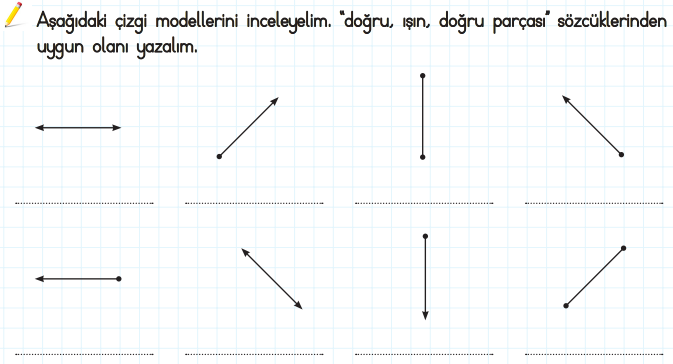 Aşağıdaki çizgi modellerini inceleyelim. "doğru, ışın, doğru parçası" sözcüklerinden
uygun olanı yazalım.